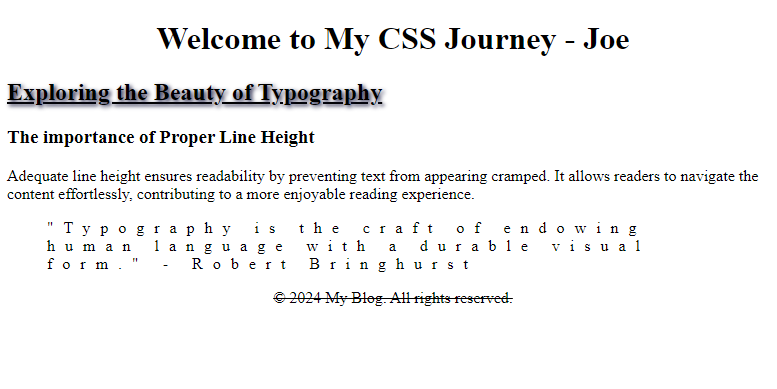 Welcome to My CSS Journey - Joe
Exploring the Beauty of Typography
The importance of Proper Line Height
Adequate line height ensures readability by preventing text from appearing cramped. It allows readers to navigate the
content effortlessly, contributing to a more enjoyable reading experience.
"Typography is the craft of endowing
human language with a durable visual
form." - Robert Bringhurst
© 2024 My Blog. All rights reserved.